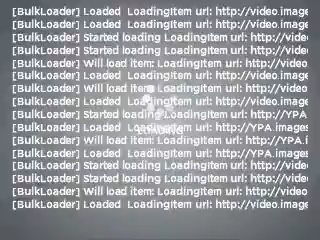 [BulkLoader] Loaded LoadingItem url: http://video.image
[BulkLoader] Loaded LoadingItem url: http://video.image
[BulkLoader] Started loading LoadingItem url: http://vide
[BulkLoader] Started loading LoadingItem url: http://vide
[BulkLoader] Will load item: LoadingItem url: http://video
[BulkLoader] Loaded LoadingItem url: http://video.image
[BulkLoader] Will load item: LoadingItem url: http://video
[BulkLoader] Loaded LoadingItem url: http://video.image
[BulkLoader] Started loading LoadingItem url: http://YPA
[BulkLoader] Loaded LoadingItem url: http://YPA.images
[BulkLoader] Will load item: LoadingItem url: http://YPA.i
[BulkLoader] Loaded LoadingItem url: http://YPA.images
[BulkLoader] Started loading LoadingItem url: http://vide
[BulkLoader] Started loading LoadingItem url: http://vide
[BulkLoader] Will load item: LoadingItem url: http://video
[BulkLoader] Loaded LoadingItem url: http://video.image